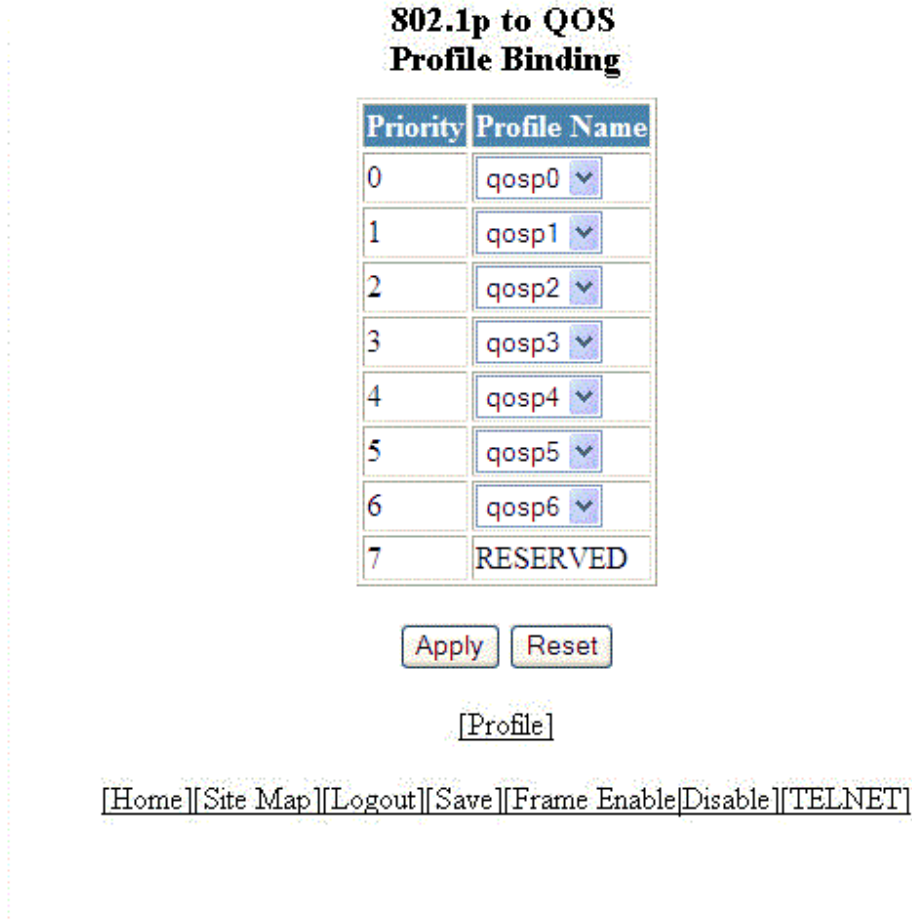 802.1p to QOS
Profile Binding
Priority Profile Name
0 qosp0
1 qosp1
2 qosp2
3 qosp3
4 qosp4
5 qosp5
6 qosp6
7 RESERVED
Apply Reset
[Profile]
[Home][Site Map][Logout][Save][Frame Enable|Disable][TELNET]